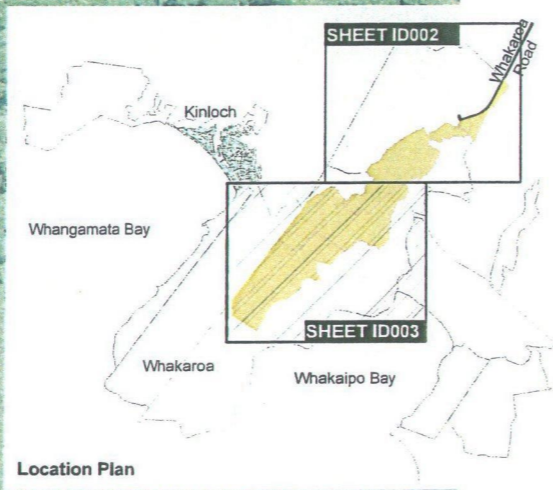 SHEET ID002
Whakaroa
Road
Kinloch
Whangamata Bay
SHEET ID003
Whakaroa
Whakaipo Bay
Location Plan